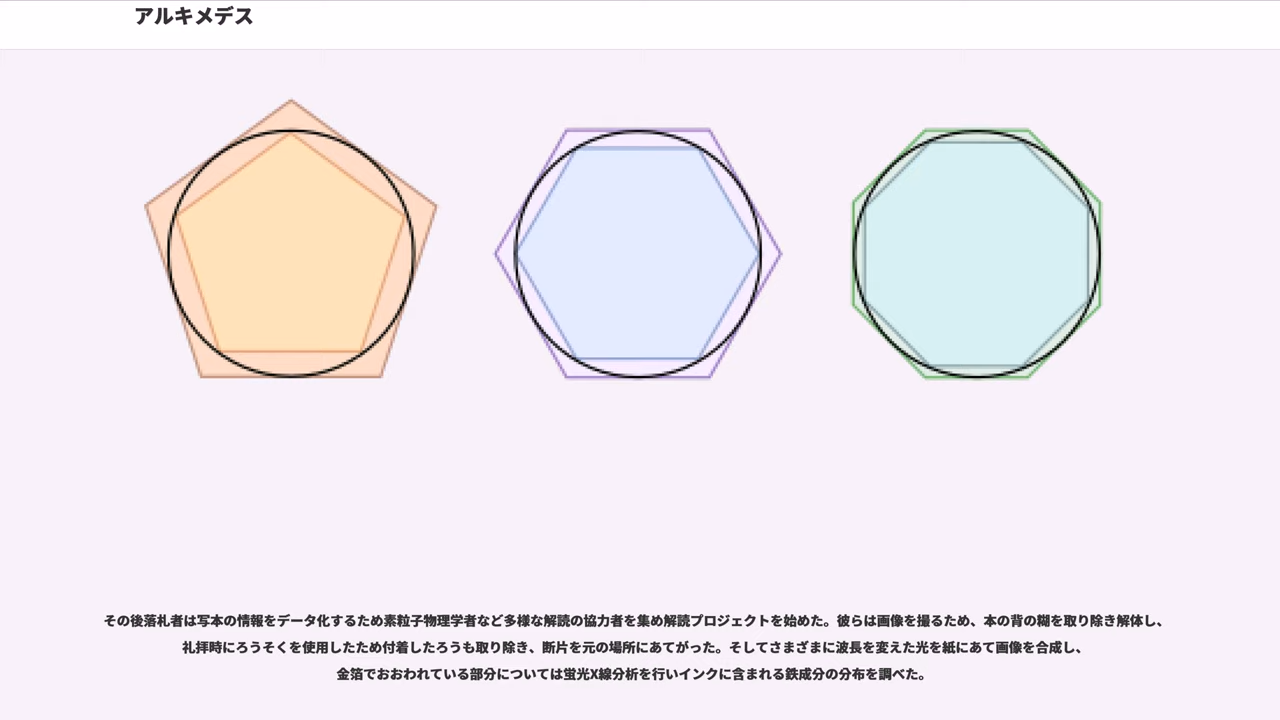 アルキメデス
その後落札者は写本の情報をデータ化するため素粒子物理学者など多様な解読の協力者を集め解読プロジェクトを始めた。彼らは画像を撮るため、本の背の糊を取り除き解体し、
礼拝時にろうそくを使用したため付着したろうも取り除き、断片を元の場所にあてがった。そしてさまざまに波長を変えた光を紙にあて画像を合成し、
金箔でおおわれている部分については蛍光X線分析を行いインクに含まれる鉄成分の分布を調べた。